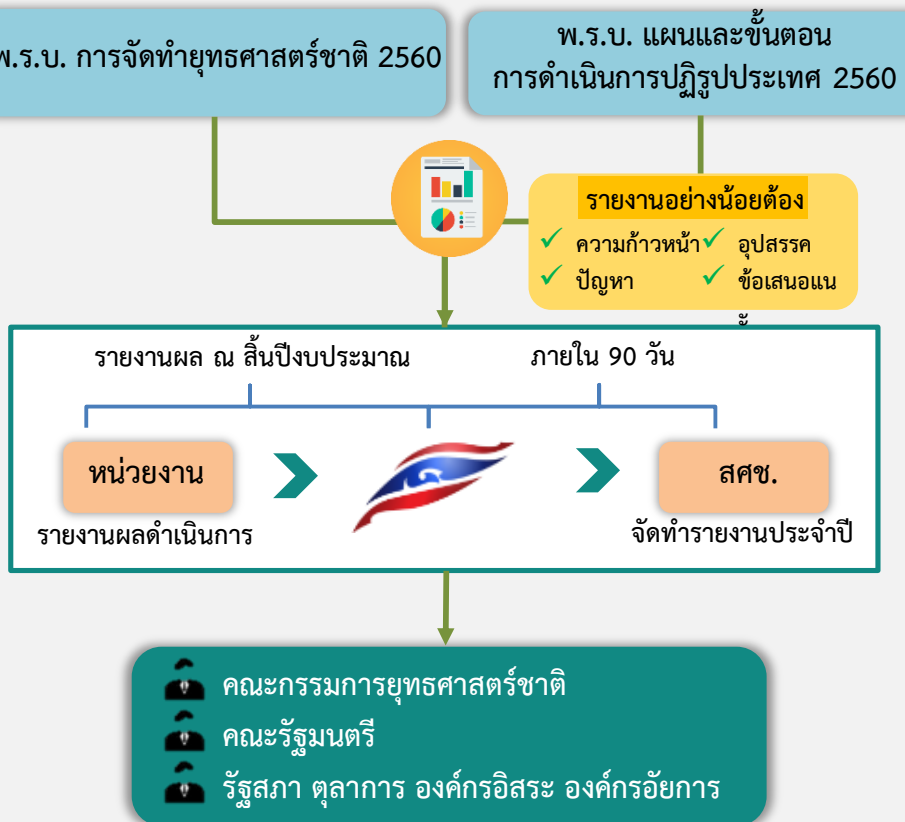 พ.ร.บ. การจัดทำยุทธศาสตร์ชาติ 2560
พ.ร.บ. แผนและขั้นตอน
การดำเนินการปฏิรูปประเทศ 2560
รายงานอย่างน้อยต้อง
✓ ความก้าวหน้า ✓ อุปสรรค
✓ ปัญหา ✓ ข้อเสนอแน
รายงานผล ณ สิ้นปีงบประมาณ
ภายใน 90 วัน
หน่วยงาน
รายงานผลดำเนินการ
สศช.
จัดทำรายงานประจำปี
คณะกรรมการยุทธศาสตร์ชาติ
คณะรัฐมนตรี
รัฐสภา ตุลาการ องค์กรอิสระ องค์กรอัยการ